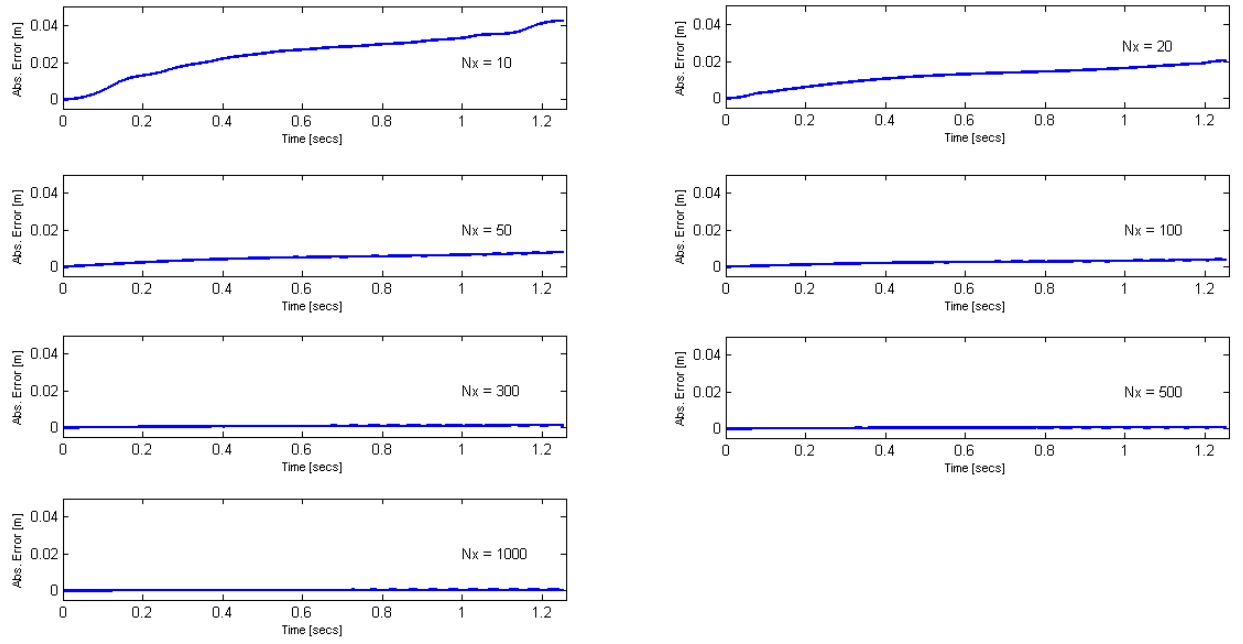 Abs. Error [m]
0.04
0.02
0
Nx = 10
0 0.2 0.4 0.6 0.8 1 1.2
Time [secs]
Abs. Error [m]
0.04
0.02
0
Nx = 20
0 0.2 0.4 0.6 0.8 1 1.2
Time [secs]
Abs. Error [m]
0.04
0.02
0
Nx = 50
0 0.2 0.4 0.6 0.8 1 1.2
Time [secs]
Abs. Error [m]
0.04
0.02
0
Nx = 100
0 0.2 0.4 0.6 0.8 1 1.2
Time [secs]
Abs. Error [m]
0.04
0.02
0
Nx = 300
0 0.2 0.4 0.6 0.8 1 1.2
Time [secs]
Abs. Error [m]
0.04
0.02
0
Nx = 500
0 0.2 0.4 0.6 0.8 1 1.2
Time [secs]
Abs. Error [m]
0.04
0.02
0
Nx = 1000
0 0.2 0.4 0.6 0.8 1 1.2
Time [secs]